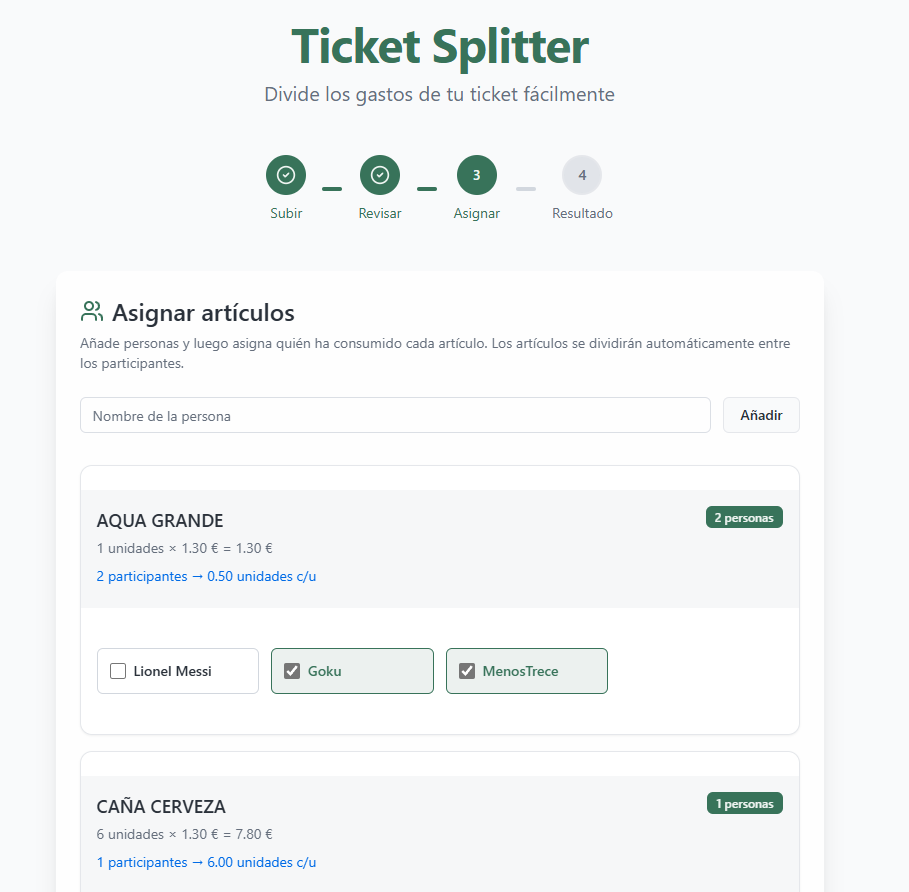 Ticket Splitter
Divide los gastos de tu ticket fácilmente
3
4
Subir
Revisar
Asignar
Resultado
Asignar artículos
Añade personas y luego asigna quién ha consumido cada artículo. Los artículos se dividirán automáticamente entre
los participantes.
Nombre de la persona
Añadir
AQUA GRANDE
2 personas
1 unidades × 1.30 € = 1.30 €
2 participantes → 0.50 unidades c/u
Lionel Messi
Goku
MenosTrece
CAÑA CERVEZA
1 personas
6 unidades × 1.30 € = 7.80 €
1 participantes → 6.00 unidades c/u